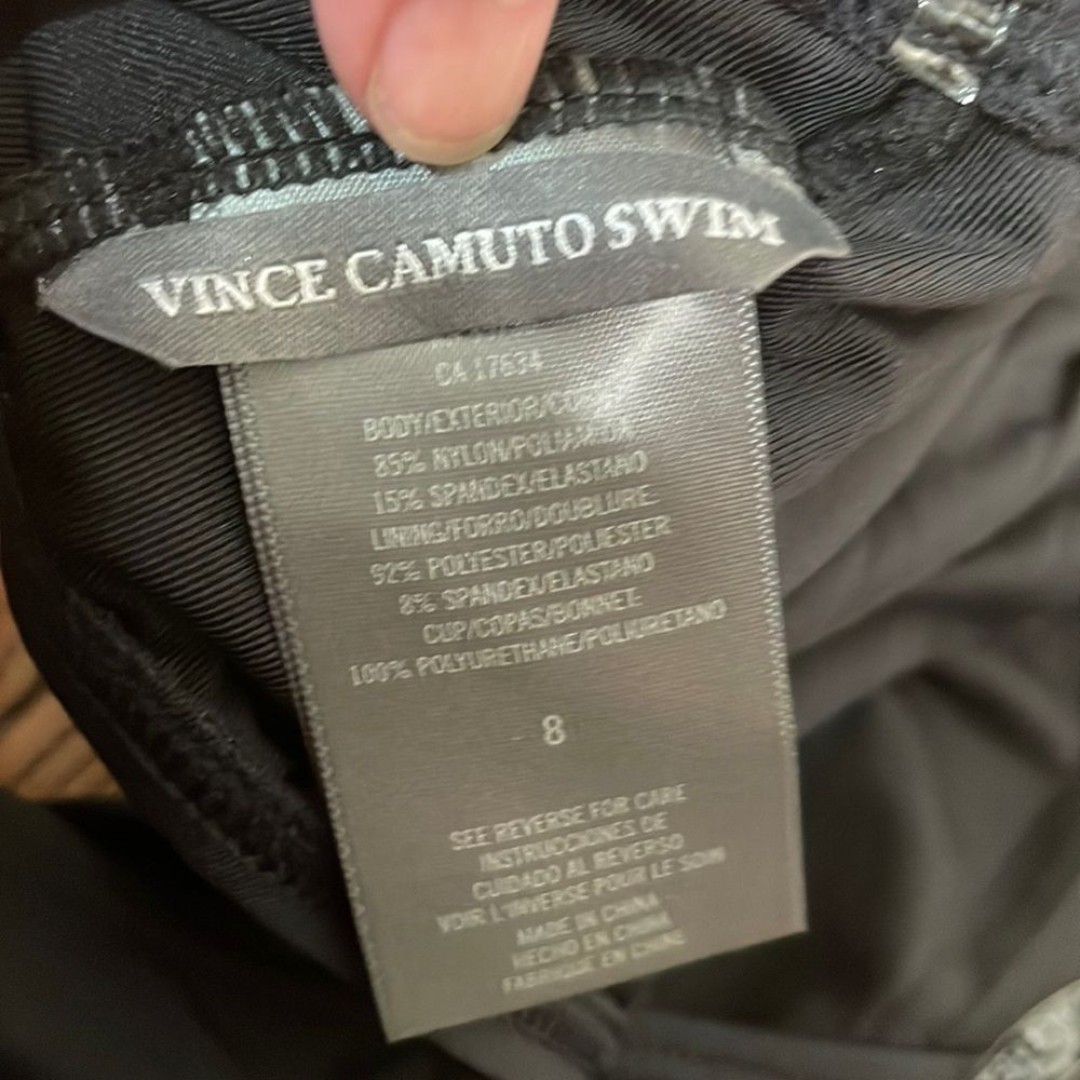 VINCE CAMUTO SWIM
CA 17634
BODY/EXTERIOR/
85% NYLON/
15% SPANDEX/ELASTANO
LINING/FORRO/DOUBLURE
92% POLYESTER/POLIESTER
8% SPANDEX/ELASTANO
CUP/COPAS/BONNET
100% POLYURETHANE/POLIURETANO
8
SEE REVERSE FOR CARE
INSTRUCCIONES DE
CUIDADO AL REVERSO
VOIR L'INVERSE POUR LE SOIN
MADE IN CHINA
HECHO EN CHINA
FABRIQUE EN CHINE